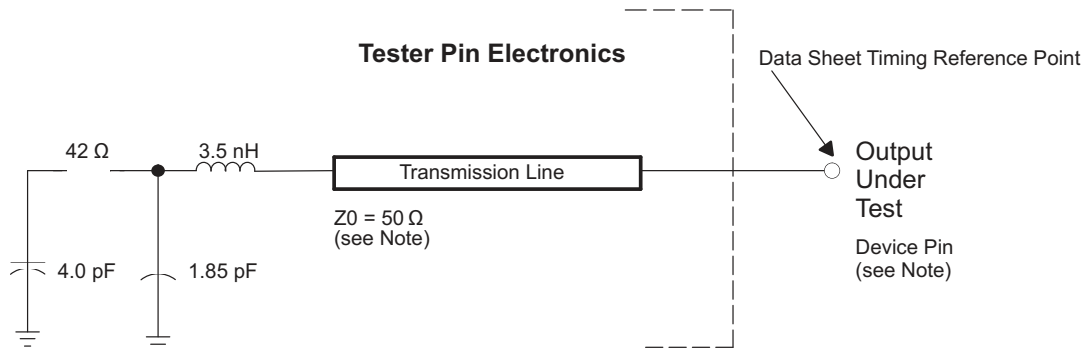 Tester Pin Electronics
Data Sheet Timing Reference Point
42 Ω
3.5 nH
Transmission Line
Output
Under
Test
Z0 = 50 Ω
(see Note)
Device Pin
(see Note)
4.0 pF
1.85 pF